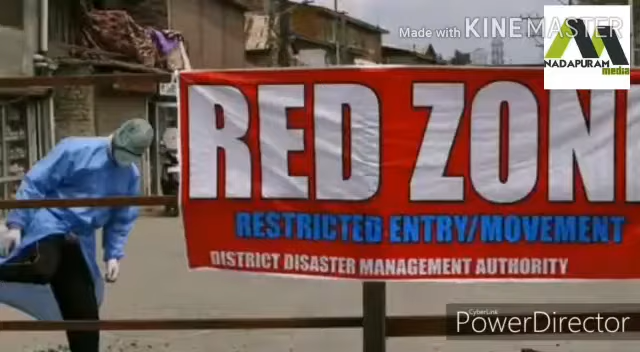 Made with KINEMASTER
NADAPURAM
media
RED ZON
RESTRICTED ENTRY/MOVEMENT
DISTRICT DISASTER MANAGEMENT AUTHORITY
CyberLink
PowerDirector